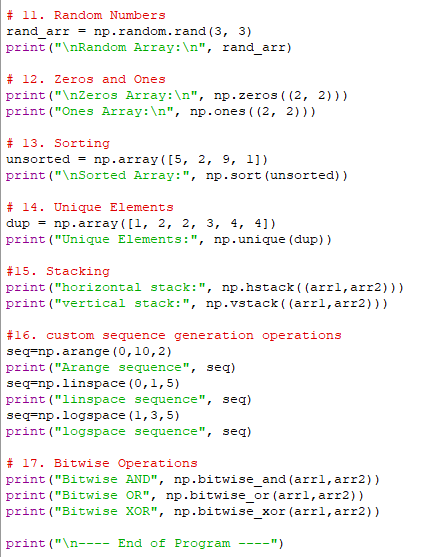 # 11. Random Numbers
rand_arr = np.random.rand(3, 3)
print("\nRandom Array:\n", rand_arr)
# 12. Zeros and Ones
print("\nZeros Array:\n", np.zeros((2, 2)))
print("Ones Array:\n", np.ones((2, 2)))
# 13. Sorting
unsorted = np.array([5, 2, 9, 1])
print("\nSorted Array:", np.sort(unsorted))
# 14. Unique Elements
dup = np.array([1, 2, 2, 3, 4, 4])
print("Unique Elements:", np.unique(dup))
#15. Stacking
print("horizontal stack:", np.hstack((arr1,arr2)))
print("vertical stack:", np.vstack((arr1,arr2)))
#16. custom sequence generation operations
seq=np.arange(0,10,2)
print("Arange sequence", seq)
seq=np.linspace(0,1,5)
print("linspace sequence", seq)
seq=np.logspace(1,3,5)
print("logspace sequence", seq)
# 17. Bitwise Operations
print("Bitwise AND", np.bitwise_and(arr1,arr2))
print("Bitwise OR", np.bitwise_or(arr1,arr2))
print("Bitwise XOR", np.bitwise_xor(arr1,arr2))
print("\n---- End of Program ----")